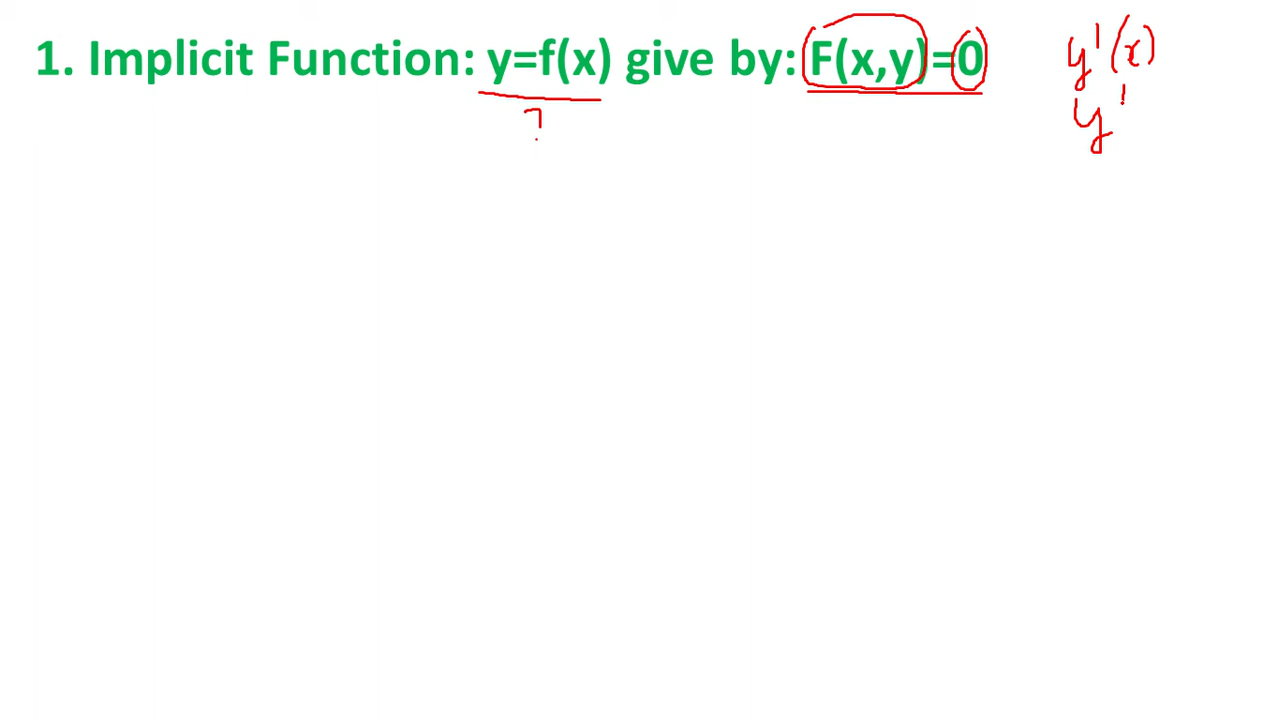 1. Implicit Function: y=f(x) give by: F(x,y)=0 y'(x)
? y'